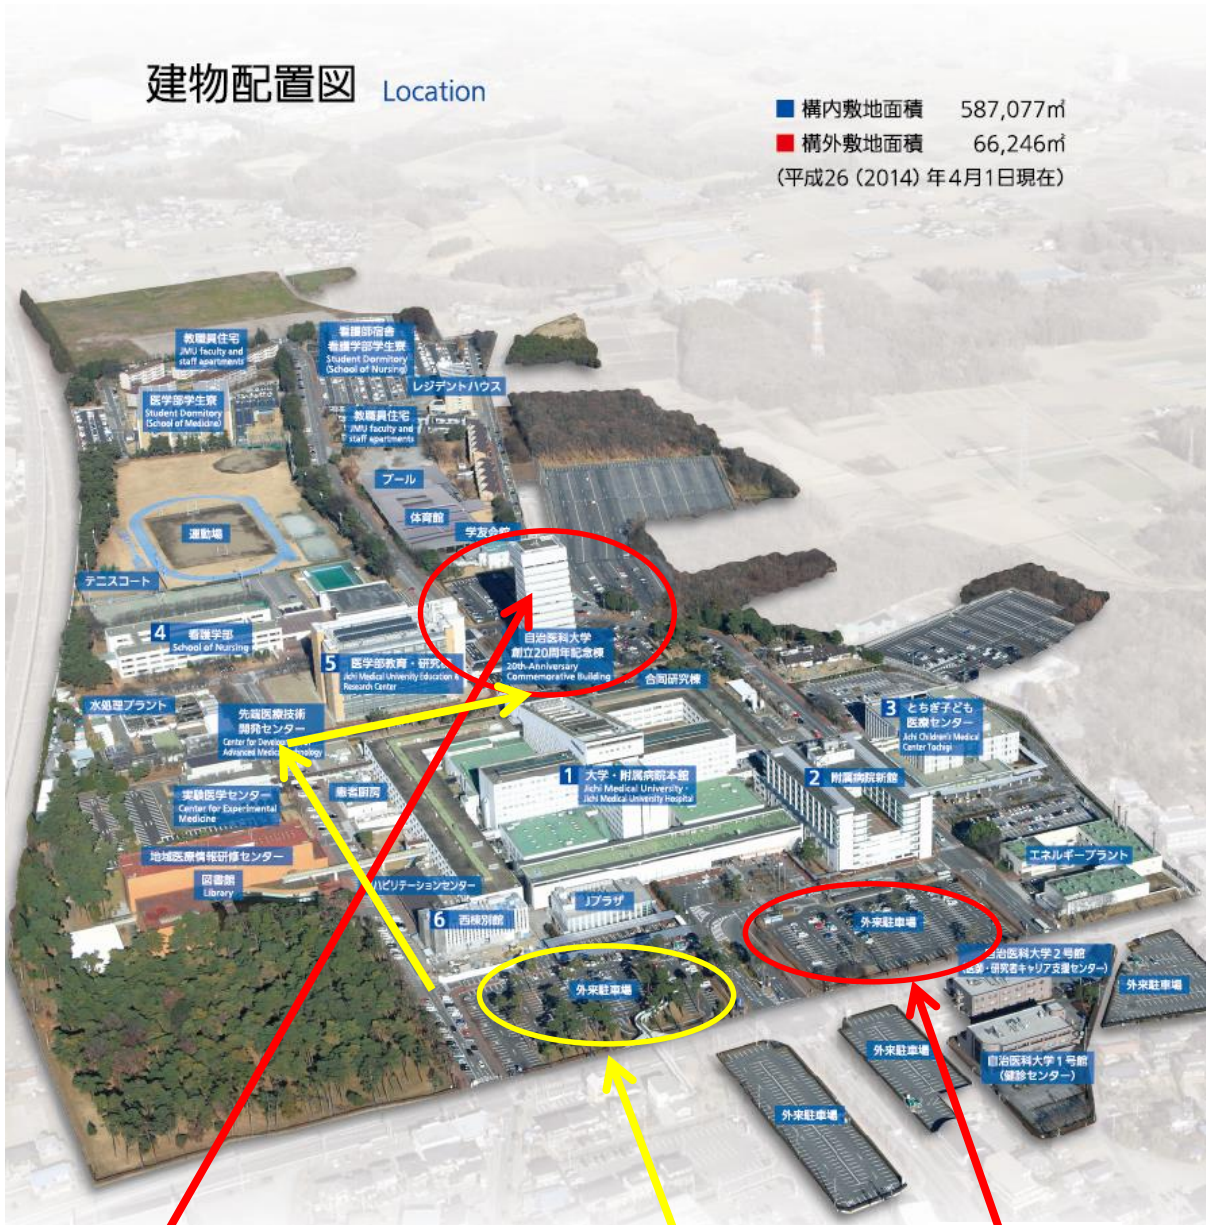 建物配置図 Location
■ 構内敷地面積 587,077㎡
■ 構外敷地面積 66,246㎡
(平成26(2014)年4月1日現在)
教職員住宅
JMU faculty and
staff apartments
看護師宿舎
看護学部学生寮
Student Dormitory
(School of Nursing)
レジデントハウス
医学部学生寮
Student Dormitory
(School of Medicine)
教職員住宅
JMU faculty and
staff apartments
プール
体育館
学友会館
運動場
テニスコート
4 看護学部
School of Nursing
5 医学部教育・研究棟
Jichi Medical University Education &
Research Center
自治医科大学
創立20周年記念棟
20th-Anniversary
Commemorative Building
合同研究棟
水処理プラント
先端医療技術
開発センター
Center for Develo
Advanced Medical Technology
3 とちぎ子ども
医療センター
Jichi Children's Medical
Center Tochigi
1 大学・附属病院本館
Jichi Medical University・
Jichi Medical University Hospital
2 附属病院新館
患者厨房
実験医学センター
Center for Experimental
Medicine
地域医療情報研修センター
図書館
Library
ハビリテーションセンター
6 西棟別館
Jプラザ
エネルギープラント
外来駐車場
外来駐車場
自治医科大学2号館
(医師・研究者キャリア支援センター)
外来駐車場
外来駐車場
自治医科大学1号館
(健診センター)
外来駐車場